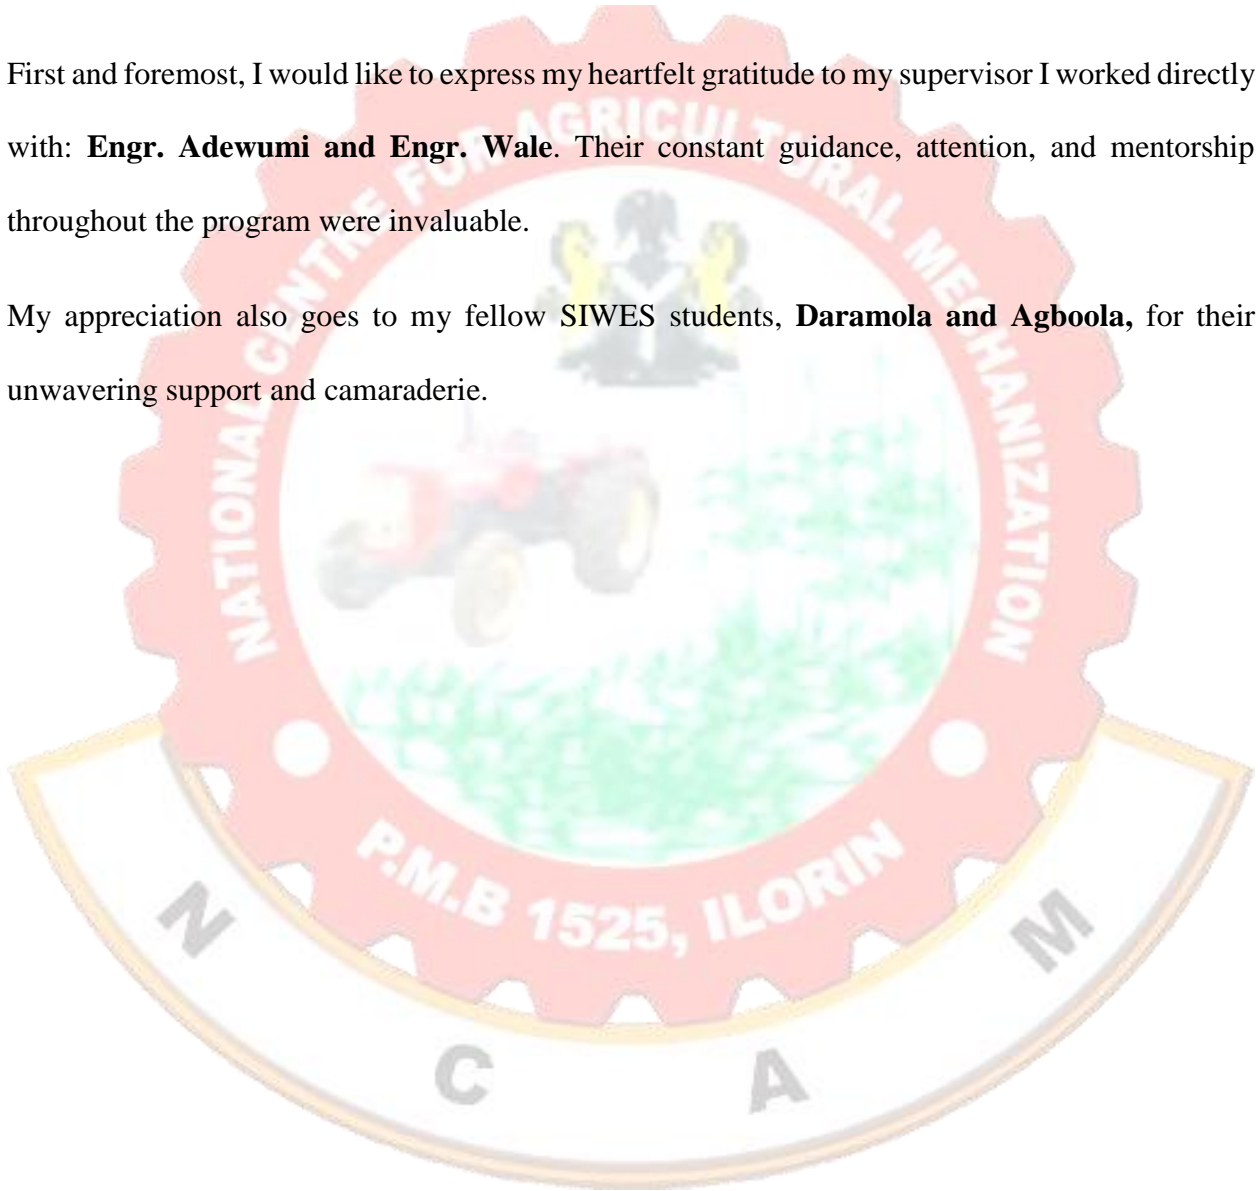 First and foremost, I would like to express my heartfelt gratitude to my supervisor I worked directly
with: Engr. Adewumi and Engr. Wale. Their constant guidance, attention, and mentorship
throughout the program were invaluable.
My appreciation also goes to my fellow SIWES students, Daramola and Agboola, for their
unwavering support and camaraderie.
NATIONAL CENTRE FOR AGRICULTURAL MECHANIZATION
P.M.B 1525, ILORIN
N C A M